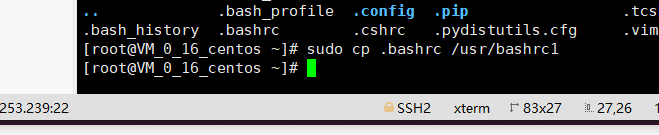 .. .bash_profile .config .pip .tcs
.bash_history .bashrc .cshrc .pydistutils.cfg .vim
[root@VM_0_16_centos ~]# sudo cp .bashrc /usr/bashrc1
[root@VM_0_16_centos ~]#
253.239:22 SSH2 xterm 83x27 27,26